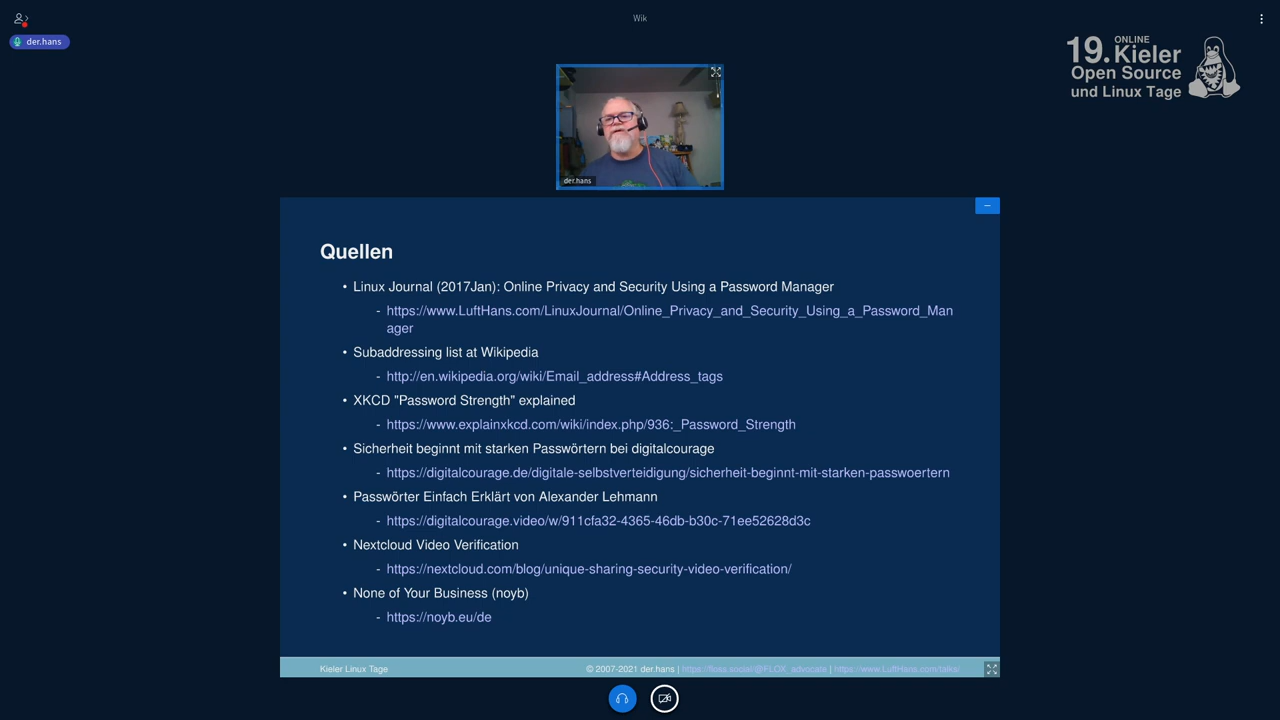 Wik
der.hans
ONLINE
19. Kieler
Open Source
und Linux Tage
der.hans
Quellen
• Linux Journal (2017Jan): Online Privacy and Security Using a Password Manager
- https://www.LuftHans.com/LinuxJournal/Online_Privacy_and_Security_Using_a_Password_Man
ager
• Subaddressing list at Wikipedia
- http://en.wikipedia.org/wiki/Email_address#Address_tags
• XKCD "Password Strength" explained
- https://www.explainxkcd.com/wiki/index.php/936:_Password_Strength
• Sicherheit beginnt mit starken Passwörtern bei digitalcourage
- https://digitalcourage.de/digitale-selbstverteidigung/sicherheit-beginnt-mit-starken-passwoertern
• Passwörter Einfach Erklärt von Alexander Lehmann
- https://digitalcourage.video/w/911cfa32-4365-46db-b30c-71ee52628d3c
• Nextcloud Video Verification
- https://nextcloud.com/blog/unique-sharing-security-video-verification/
• None of Your Business (noyb)
- https://noyb.eu/de
Kieler Linux Tage
© 2007-2021 der.hans | https://floss.social/@FLOX_advocate | https://www.LuftHans.com/talks/